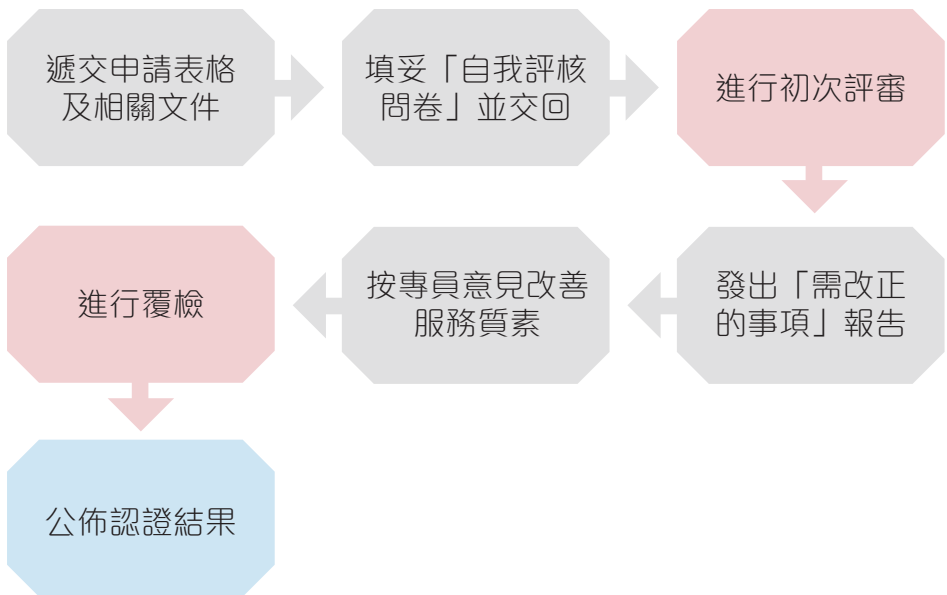 遞交申請表格
及相關文件
填妥「自我評核
問卷」並交回
進行初次評審
發出「需改正
的事項」報告
按專員意見改善
服務質素
進行覆檢
公佈認證結果